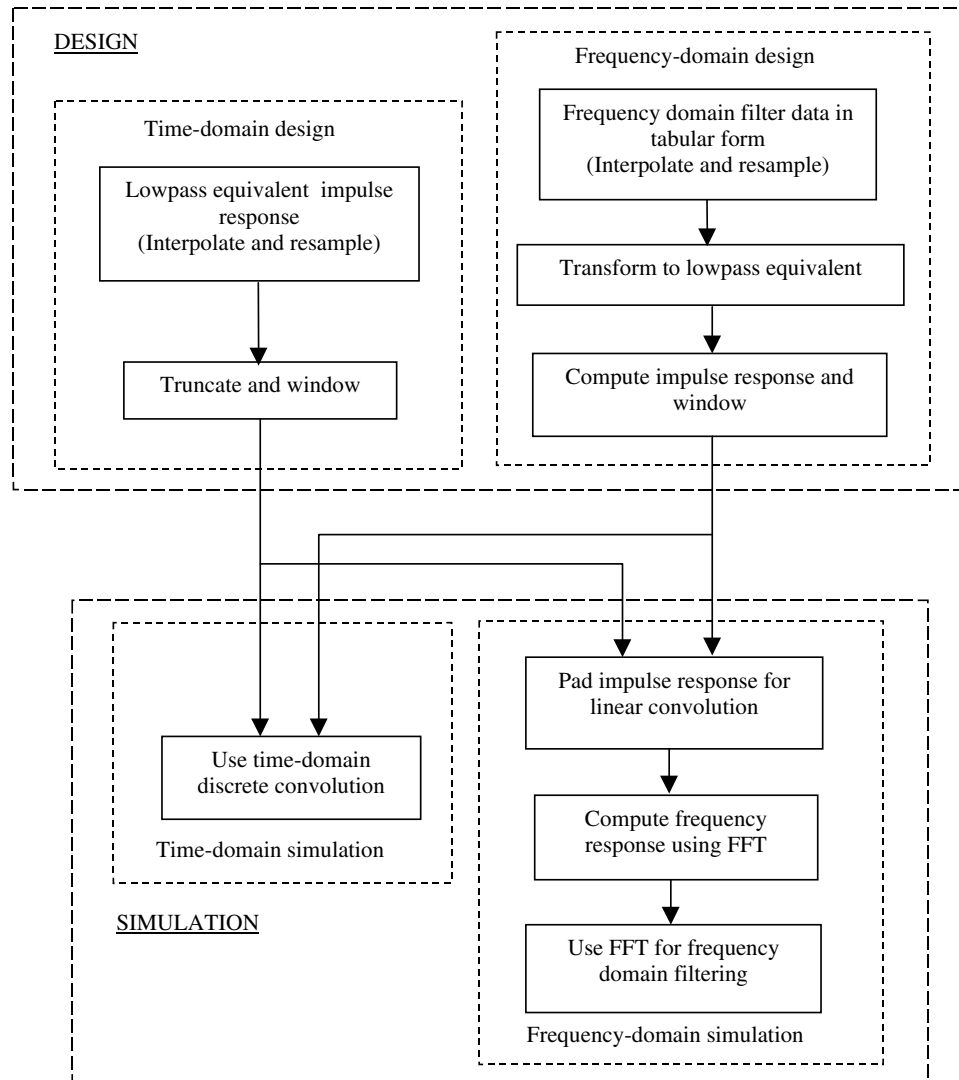 DESIGN
Time-domain design
Lowpass equivalent impulse
response
(Interpolate and resample)
Truncate and window
Frequency-domain design
Frequency domain filter data in
tabular form
(Interpolate and resample)
Transform to lowpass equivalent
Compute impulse response and
window
Use time-domain
discrete convolution
Time-domain simulation
SIMULATION
Pad impulse response for
linear convolution
Compute frequency
response using FFT
Use FFT for frequency
domain filtering
Frequency-domain simulation